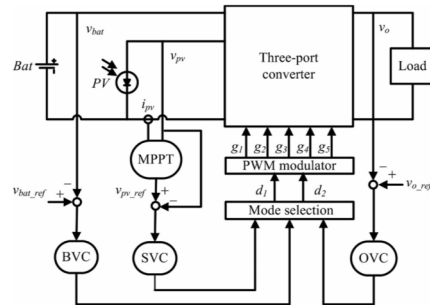 v_bat
v_o
Bat
PV
v_pv
i_pv
Three-port
converter
Load
g_1 g_2 g_3 g_4 g_5
MPPT
PWM modulator
v_bat_ref
−
+
v_pv_ref
+
−
d_1
d_2
Mode selection
−
+
v_o_ref
BVC
SVC
OVC